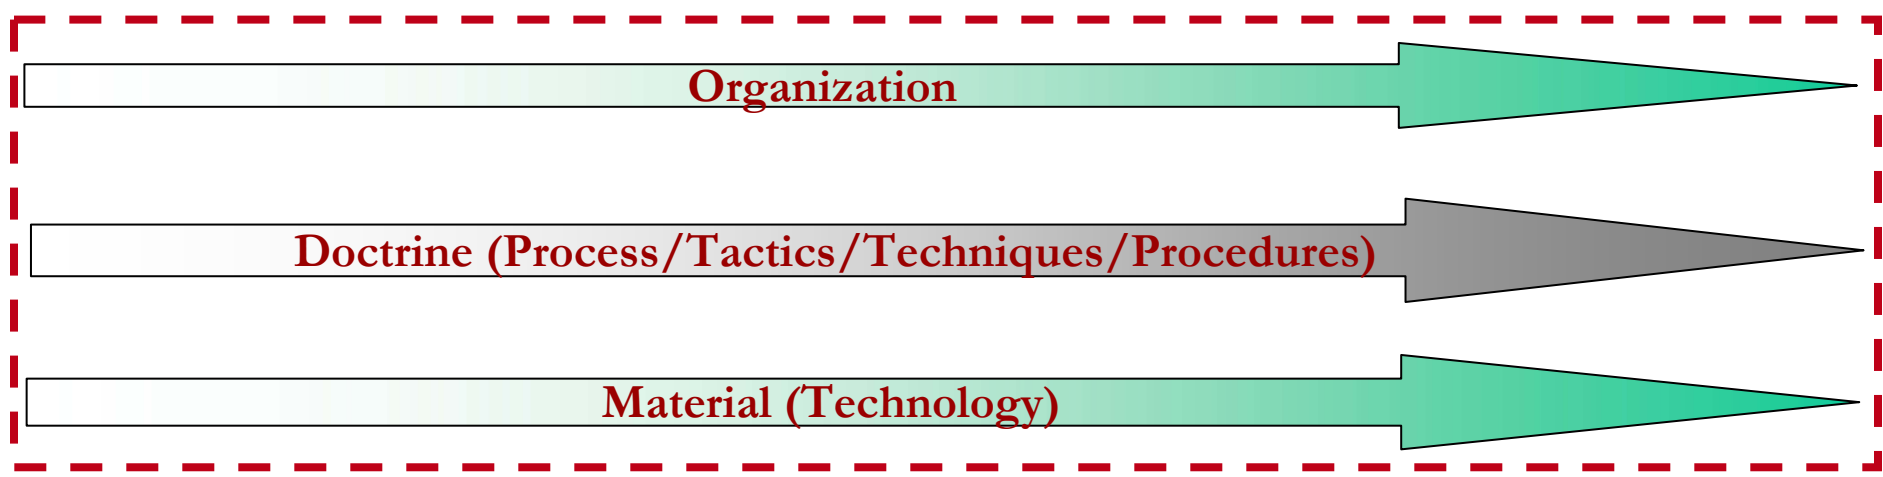 Organization
Doctrine (Process/Tactics/Techniques/Procedures)
Material (Technology)